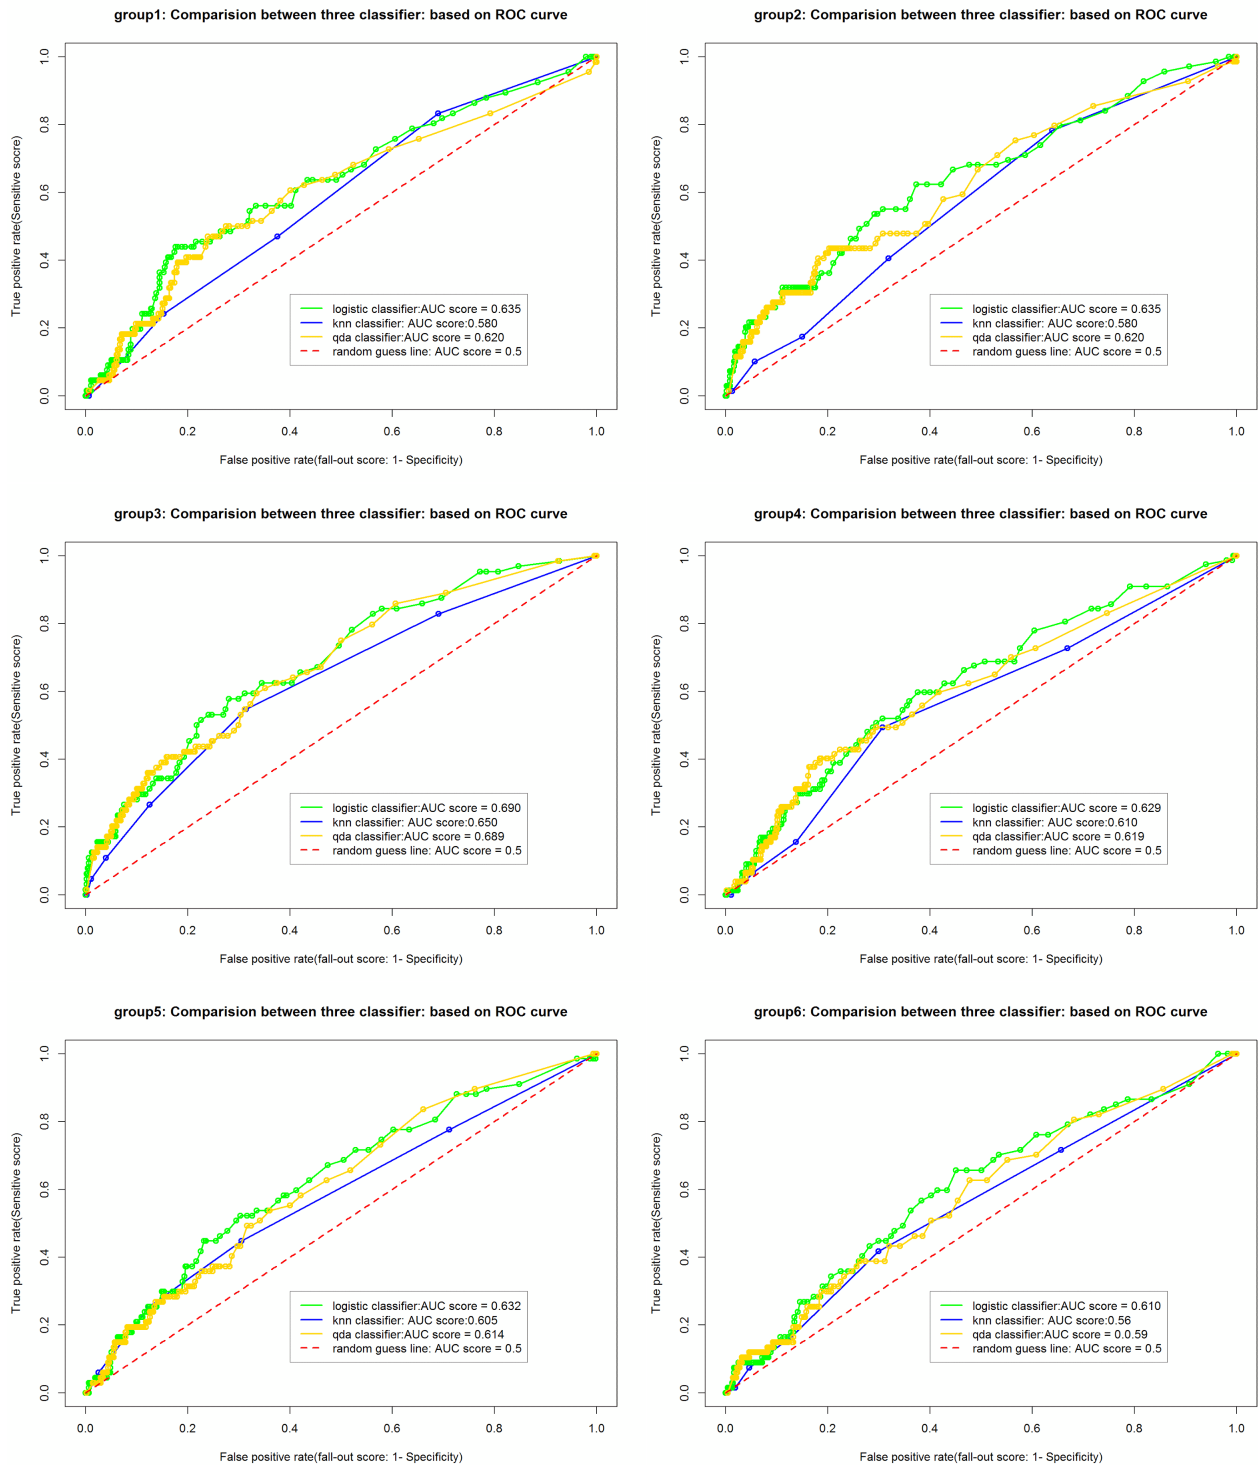 group1: Comparision between three classifier: based on ROC curve
True positive rate(Sensitive socre)
1.0
0.8
0.6
0.4
0.2
0.0
logistic classifier:AUC score = 0.635
knn classifier: AUC score:0.580
qda classifier:AUC score = 0.620
random guess line: AUC score = 0.5
0.0 0.2 0.4 0.6 0.8 1.0
False positive rate(fall-out score: 1- Specificity)
group2: Comparision between three classifier: based on ROC curve
True positive rate(Sensitive socre)
1.0
0.8
0.6
0.4
0.2
0.0
logistic classifier:AUC score = 0.635
knn classifier: AUC score:0.580
qda classifier:AUC score = 0.620
random guess line: AUC score = 0.5
0.0 0.2 0.4 0.6 0.8 1.0
False positive rate(fall-out score: 1- Specificity)
group3: Comparision between three classifier: based on ROC curve
True positive rate(Sensitive socre)
1.0
0.8
0.6
0.4
0.2
0.0
logistic classifier:AUC score = 0.690
knn classifier: AUC score:0.650
qda classifier:AUC score = 0.689
random guess line: AUC score = 0.5
0.0 0.2 0.4 0.6 0.8 1.0
False positive rate(fall-out score: 1- Specificity)
group4: Comparision between three classifier: based on ROC curve
True positive rate(Sensitive socre)
1.0
0.8
0.6
0.4
0.2
0.0
logistic classifier:AUC score = 0.629
knn classifier: AUC score:0.610
qda classifier:AUC score = 0.619
random guess line: AUC score = 0.5
0.0 0.2 0.4 0.6 0.8 1.0
False positive rate(fall-out score: 1- Specificity)
group5: Comparision between three classifier: based on ROC curve
True positive rate(Sensitive socre)
1.0
0.8
0.6
0.4
0.2
0.0
logistic classifier:AUC score = 0.632
knn classifier: AUC score:0.605
qda classifier:AUC score = 0.614
random guess line: AUC score = 0.5
0.0 0.2 0.4 0.6 0.8 1.0
False positive rate(fall-out score: 1- Specificity)
group6: Comparision between three classifier: based on ROC curve
True positive rate(Sensitive socre)
1.0
0.8
0.6
0.4
0.2
0.0
logistic classifier:AUC score = 0.610
knn classifier: AUC score:0.56
qda classifier:AUC score = 0.0.59
random guess line: AUC score = 0.5
0.0 0.2 0.4 0.6 0.8 1.0
False positive rate(fall-out score: 1- Specificity)